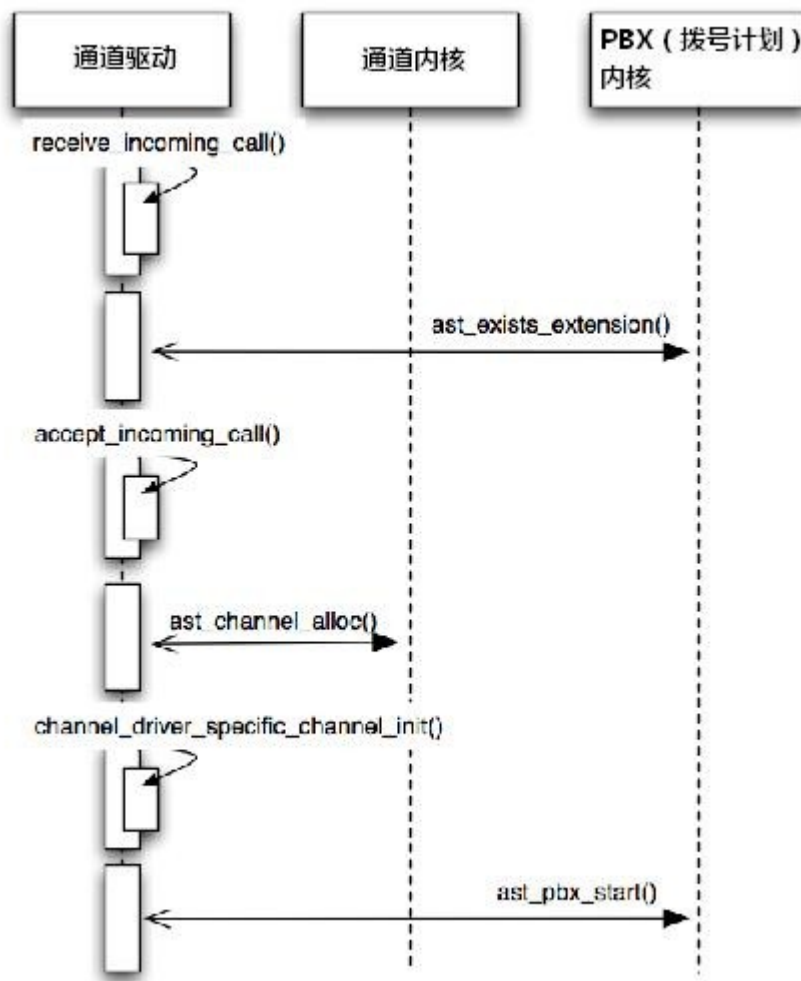 通道驱动
通道内核
PBX（拨号计划）
内核
receive_incoming_call()
ast_exists_extension()
accept_incoming_call()
ast_channel_alloc()
channel_driver_specific_channel_init()
ast_pbx_start()